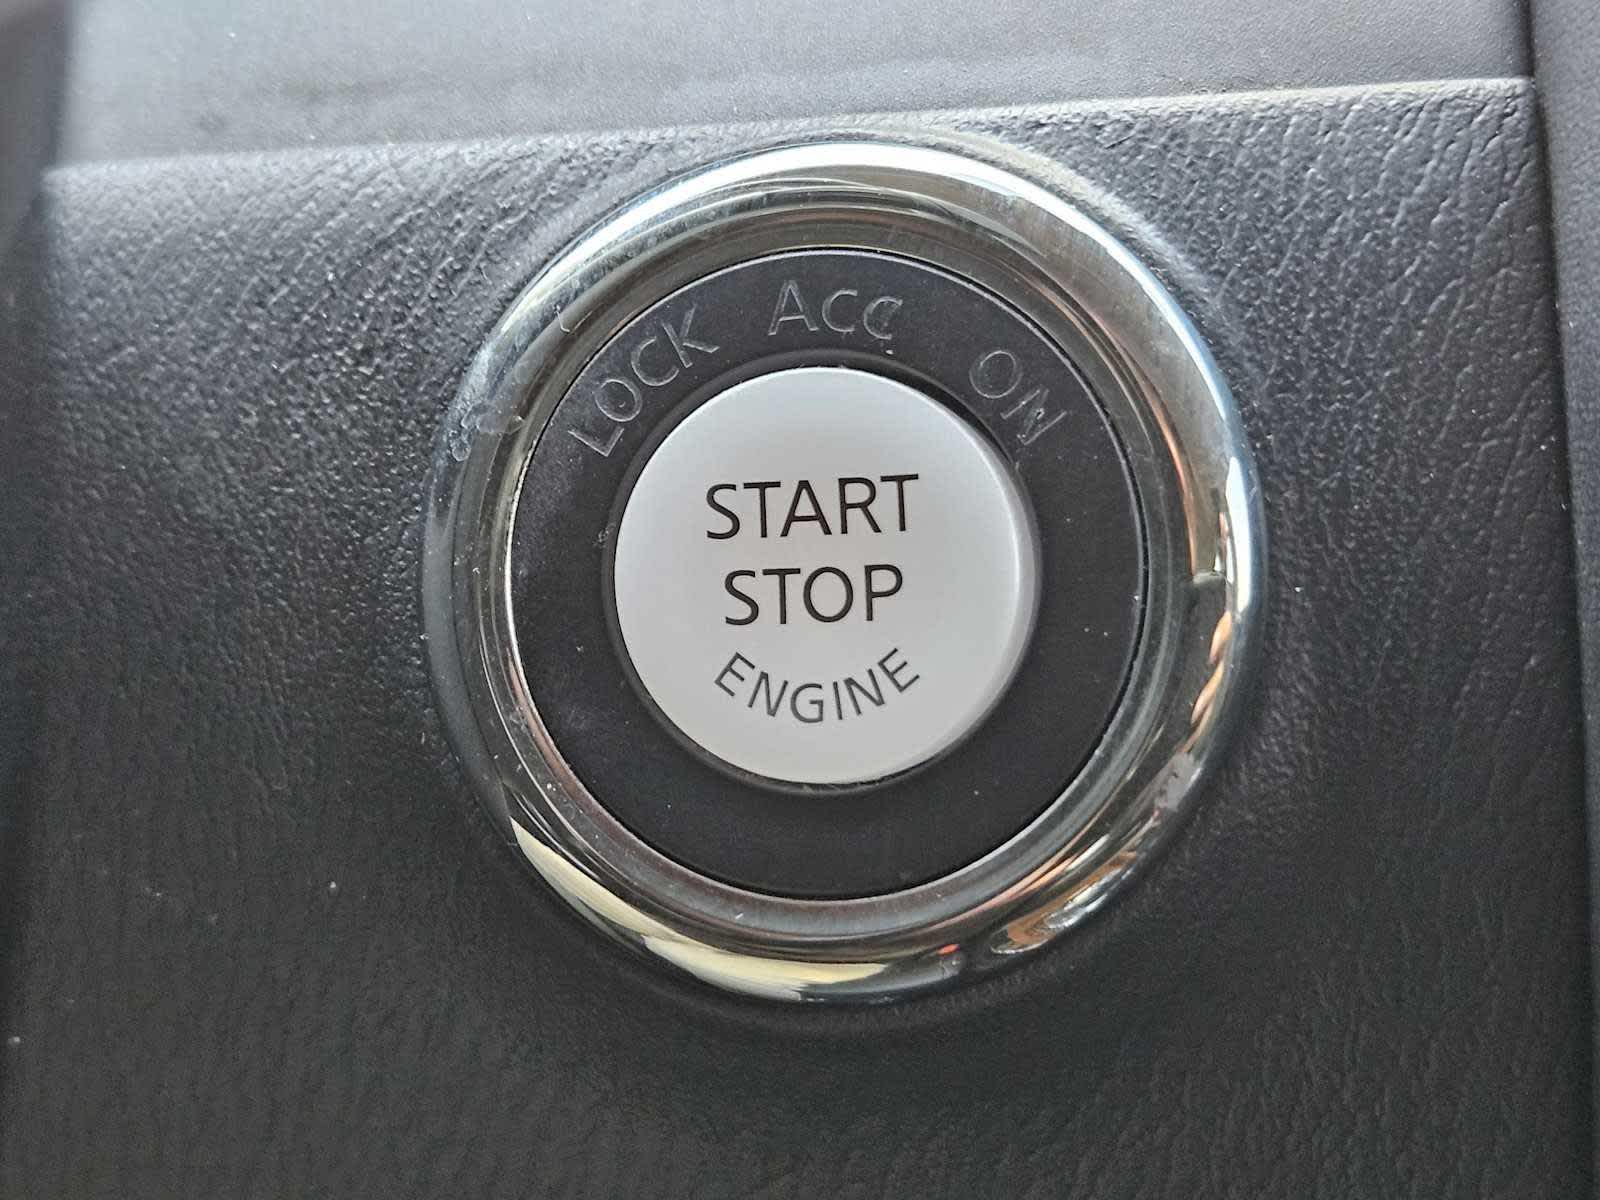 LOCK ACC ON
START
STOP
ENGINE